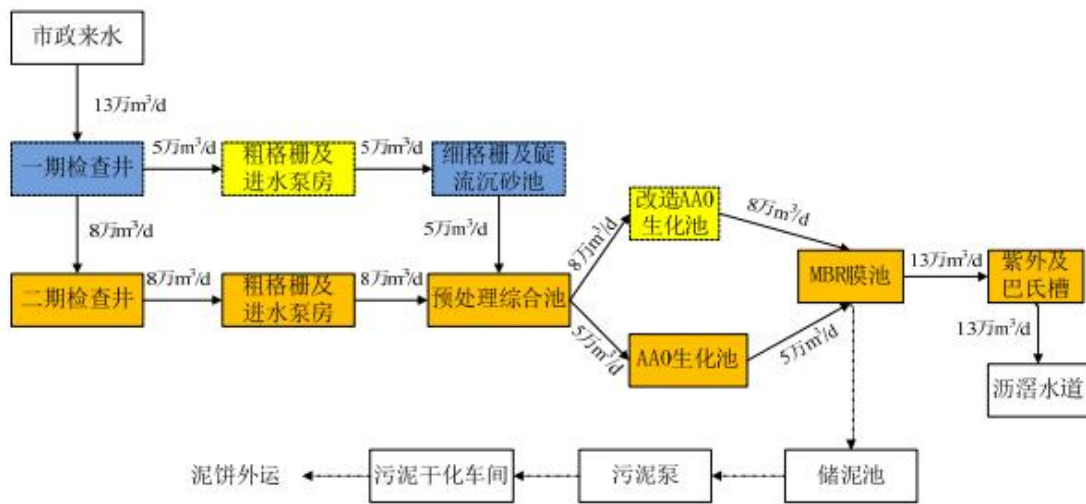 市政来水
13万m³/d
一期检查井
5万m³/d
粗格栅及
进水泵房
5万m³/d
细格栅及旋
流沉砂池
8万m³/d
5万m³/d
二期检查井
8万m³/d
粗格栅及
进水泵房
8万m³/d
预处理综合池
8万m³/d
改造AAO
生化池
8万m³/d
5万m³/d
AAO生化池
5万m³/d
MBR膜池
13万m³/d
紫外及
巴氏槽
13万m³/d
沥滘水道
泥饼外运
污泥干化车间
污泥泵
储泥池